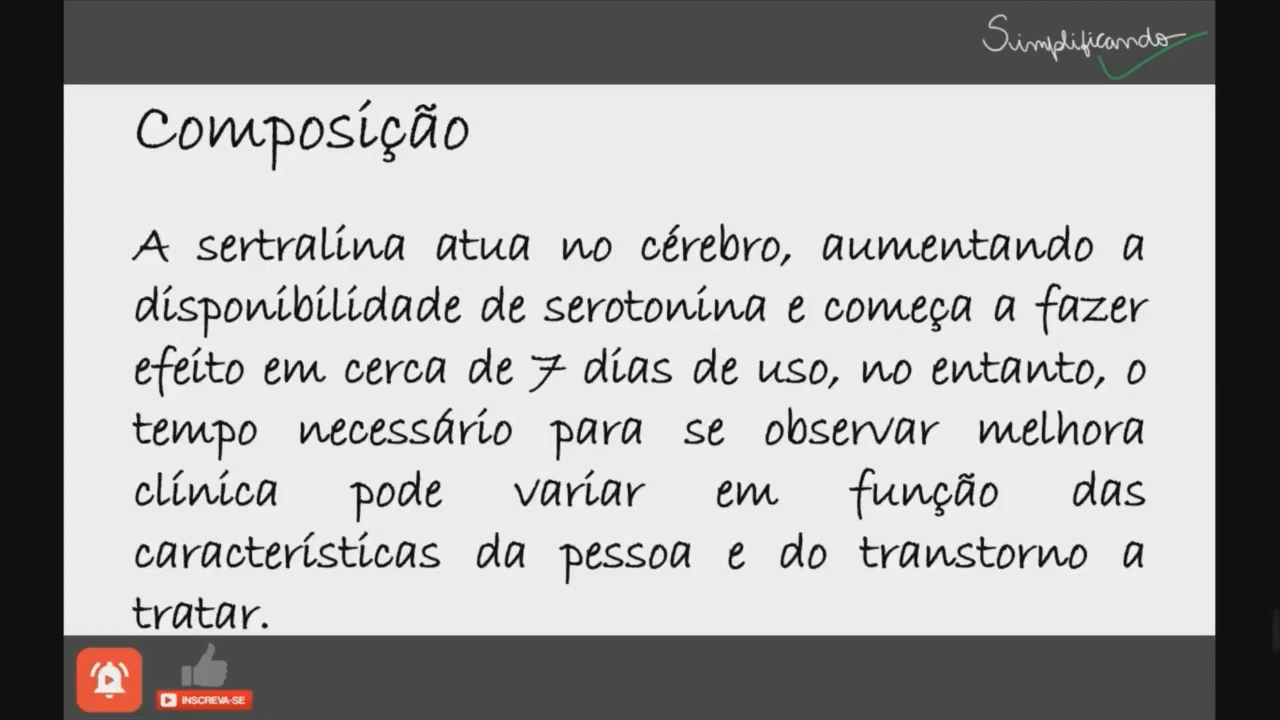 Simplificando
Composição
A sertralina atua no cérebro, aumentando a
disponibilidade de serotonina e começa a fazer
efeito em cerca de 7 dias de uso, no entanto, o
tempo necessário para se observar melhora
clínica pode variar em função das
características da pessoa e do transtorno a
tratar.
INSCREVA-SE